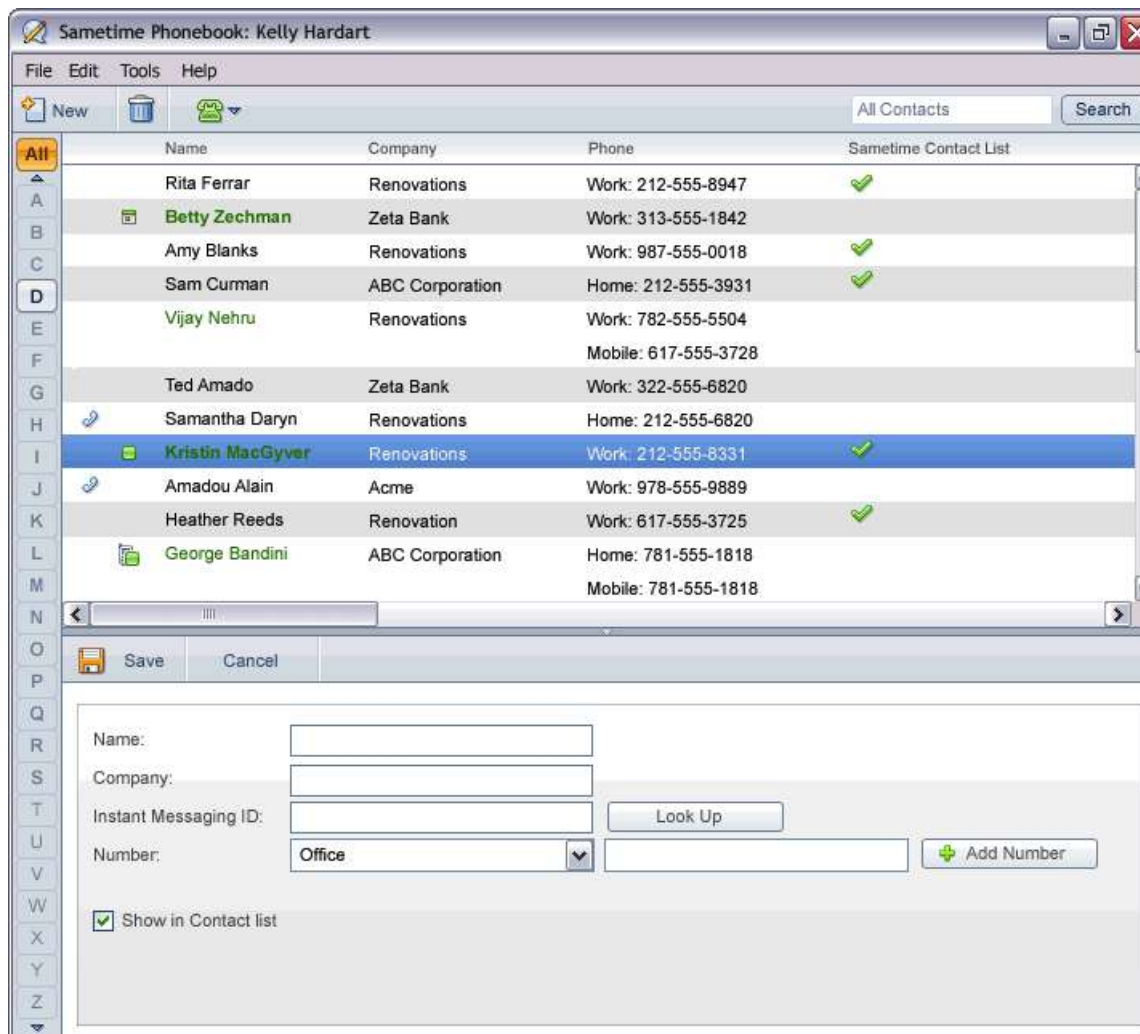 Sametime Phonebook: Kelly Hardart
File Edit Tools Help
New All Contacts Search
All Name Company Phone Sametime Contact List
Rita Ferrar Renovations Work: 212-555-8947
A
Betty Zechman Zeta Bank Work: 313-555-1842
B
Amy Blanks Renovations Work: 987-555-0018
C
Sam Curman ABC Corporation Home: 212-555-3931
D
Vijay Nehru Renovations Work: 782-555-5504
E
Mobile: 617-555-3728
F
Ted Amado Zeta Bank Work: 322-555-6820
G
Samantha Daryn Renovations Home: 212-555-6820
H
Kristin MacGyver Renovations Work: 212-555-8331
I
Amadou Alain Acme Work: 978-555-9889
J
Heather Reeds Renovation Work: 617-555-3725
K
George Bandini ABC Corporation Home: 781-555-1818
L
Mobile: 781-555-1818
M
N
O
Save Cancel
P
Q
Name:
R
Company:
S
Instant Messaging ID: Look Up
T
U
Number: Office Add Number
V
W
Show in Contact list
X
Y
Z